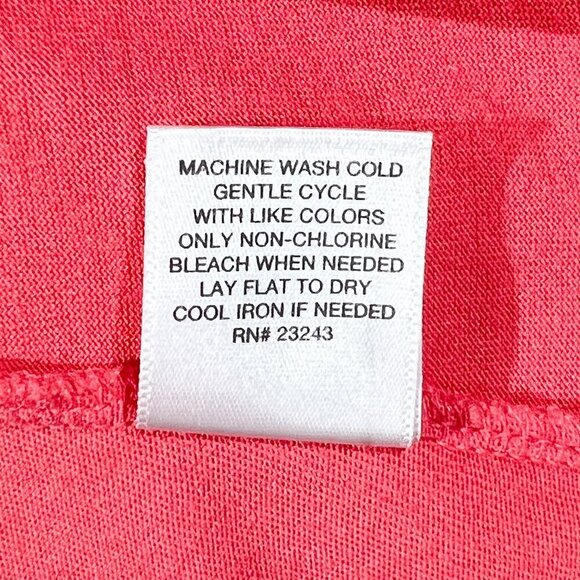 MACHINE WASH COLD
GENTLE CYCLE
WITH LIKE COLORS
ONLY NON-CHLORINE
BLEACH WHEN NEEDED
LAY FLAT TO DRY
COOL IRON IF NEEDED
RN# 23243